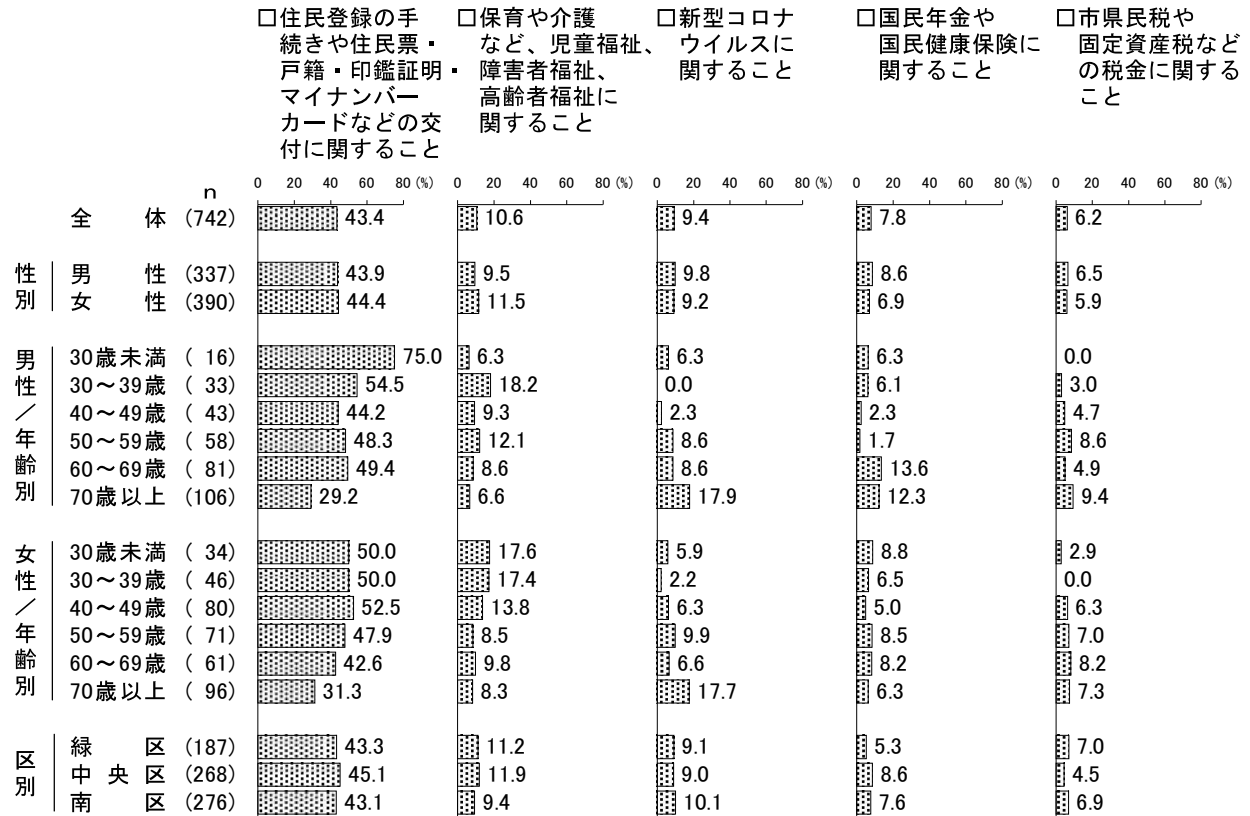 □住民登録の手
続きや住民票・
戸籍・印鑑証明・
マイナンバー
カードなどの交
付に関すること
□保育や介護
など、児童福祉、
障害者福祉、
高齢者福祉に
関すること
□新型コロナ
ウイルスに
関すること
□国民年金や
国民健康保険に
関すること
□市県民税や
固定資産税など
の税金に関する
こと
n 0 20 40 60 80 (%) 0 20 40 60 80 (%) 0 20 40 60 80 (%) 0 20 40 60 80 (%) 0 20 40 60 80 (%)
全体 (742) 43.4 10.6 9.4 7.8 6.2
性別
男性 (337) 43.9 9.5 9.8 8.6 6.5
女性 (390) 44.4 11.5 9.2 6.9 5.9
男性／年齢別
30歳未満 ( 16) 75.0 6.3 6.3 6.3 0.0
30～39歳 ( 33) 54.5 18.2 0.0 6.1 3.0
40～49歳 ( 43) 44.2 9.3 2.3 2.3 4.7
50～59歳 ( 58) 48.3 12.1 8.6 1.7 8.6
60～69歳 ( 81) 49.4 8.6 8.6 13.6 4.9
70歳以上 (106) 29.2 6.6 17.9 12.3 9.4
女性／年齢別
30歳未満 ( 34) 50.0 17.6 5.9 8.8 2.9
30～39歳 ( 46) 50.0 17.4 2.2 6.5 0.0
40～49歳 ( 80) 52.5 13.8 6.3 5.0 6.3
50～59歳 ( 71) 47.9 8.5 9.9 8.5 7.0
60～69歳 ( 61) 42.6 9.8 6.6 8.2 8.2
70歳以上 ( 96) 31.3 8.3 17.7 6.3 7.3
区別
緑区 (187) 43.3 11.2 9.1 5.3 7.0
中央区 (268) 45.1 11.9 9.0 8.6 4.5
南区 (276) 43.1 9.4 10.1 7.6 6.9